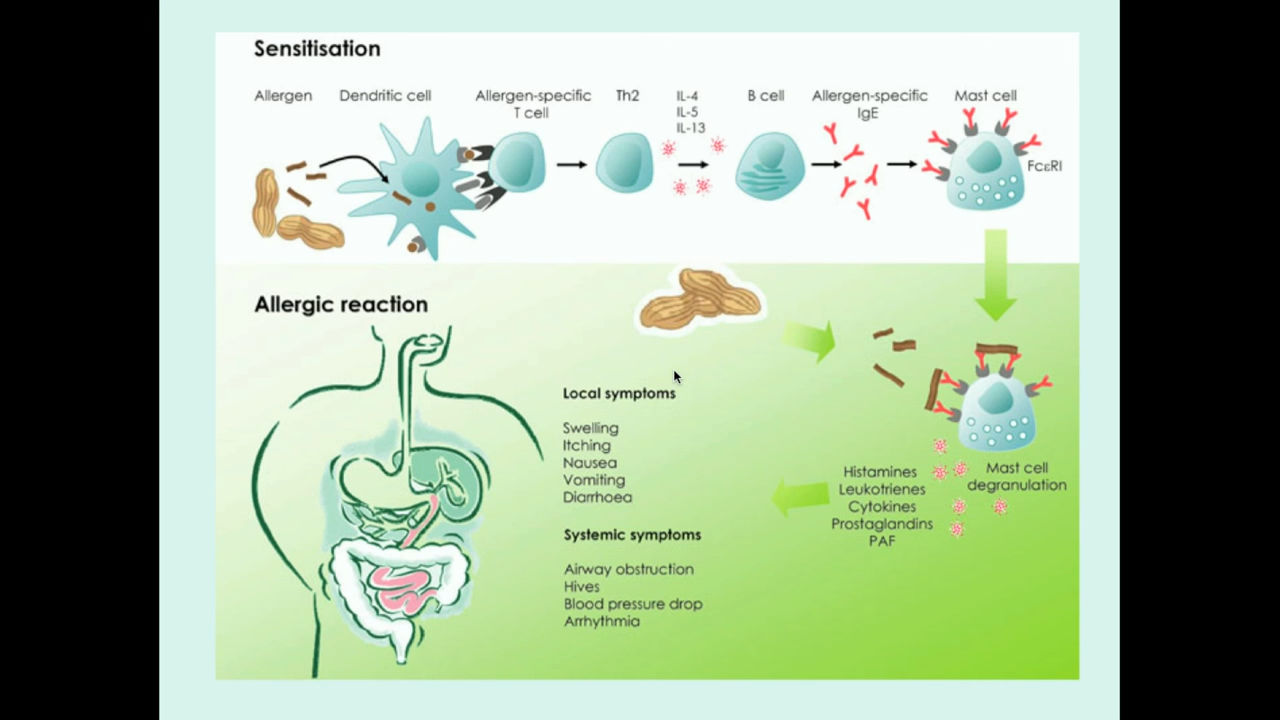 Sensitisation
Allergen
Dendritic cell
Allergen-specific
T cell
Th2
IL-4
IL-5
IL-13
B cell
Allergen-specific
IgE
Mast cell
FcεRI
Allergic reaction
Local symptoms
Swelling
Itching
Nausea
Vomiting
Diarrhoea
Systemic symptoms
Airway obstruction
Hives
Blood pressure drop
Arrhythmia
Histamines
Leukotrienes
Cytokines
Prostaglandins
PAF
Mast cell
degranulation